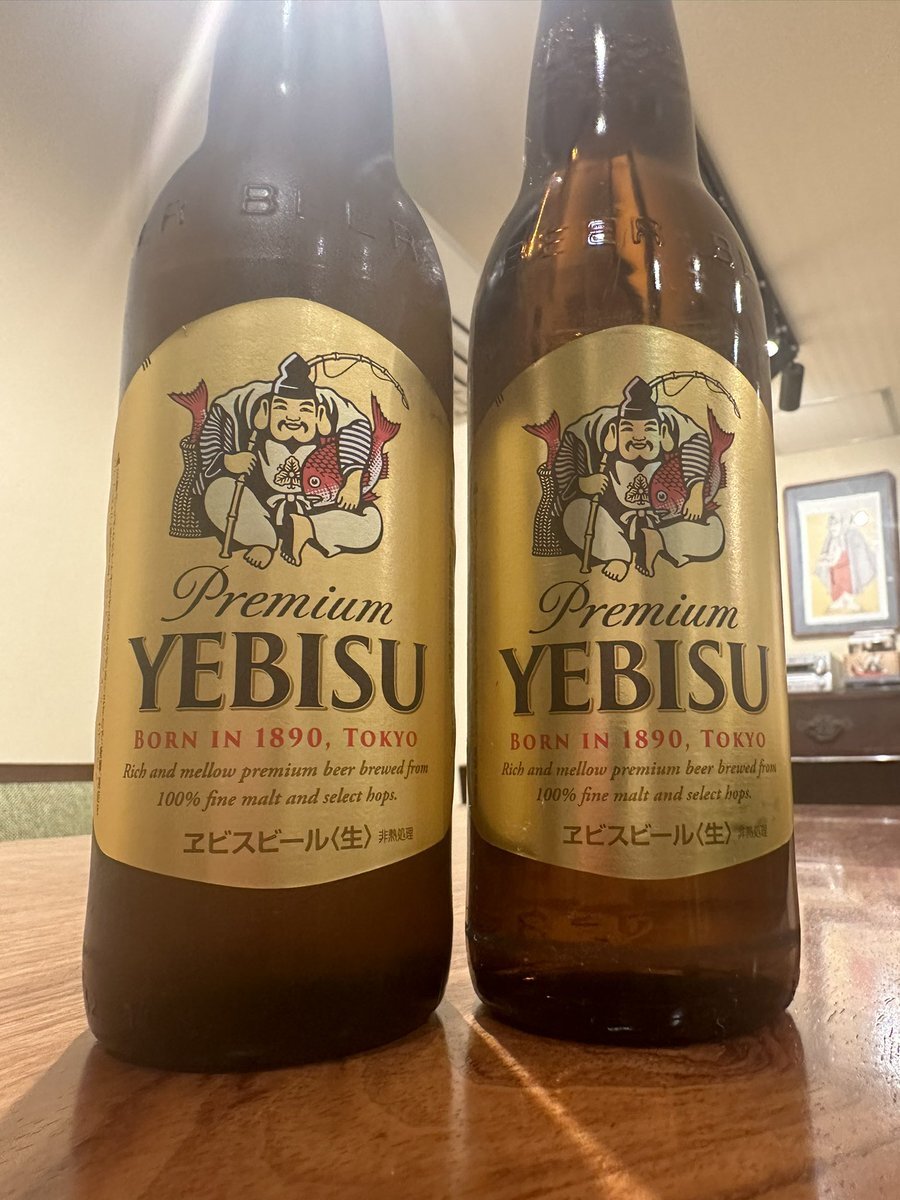 Premium
YEBISU
BORN IN 1890, TOKYO
Rich and mellow premium beer brewed from
100% fine malt and select hops.
ヱビスビール〈生〉 非熱処理
BEER
Premium
YEBISU
BORN IN 1890, TOKYO
Rich and mellow premium beer brewed from
100% fine malt and select hops.
ヱビスビール〈生〉 非熱処理